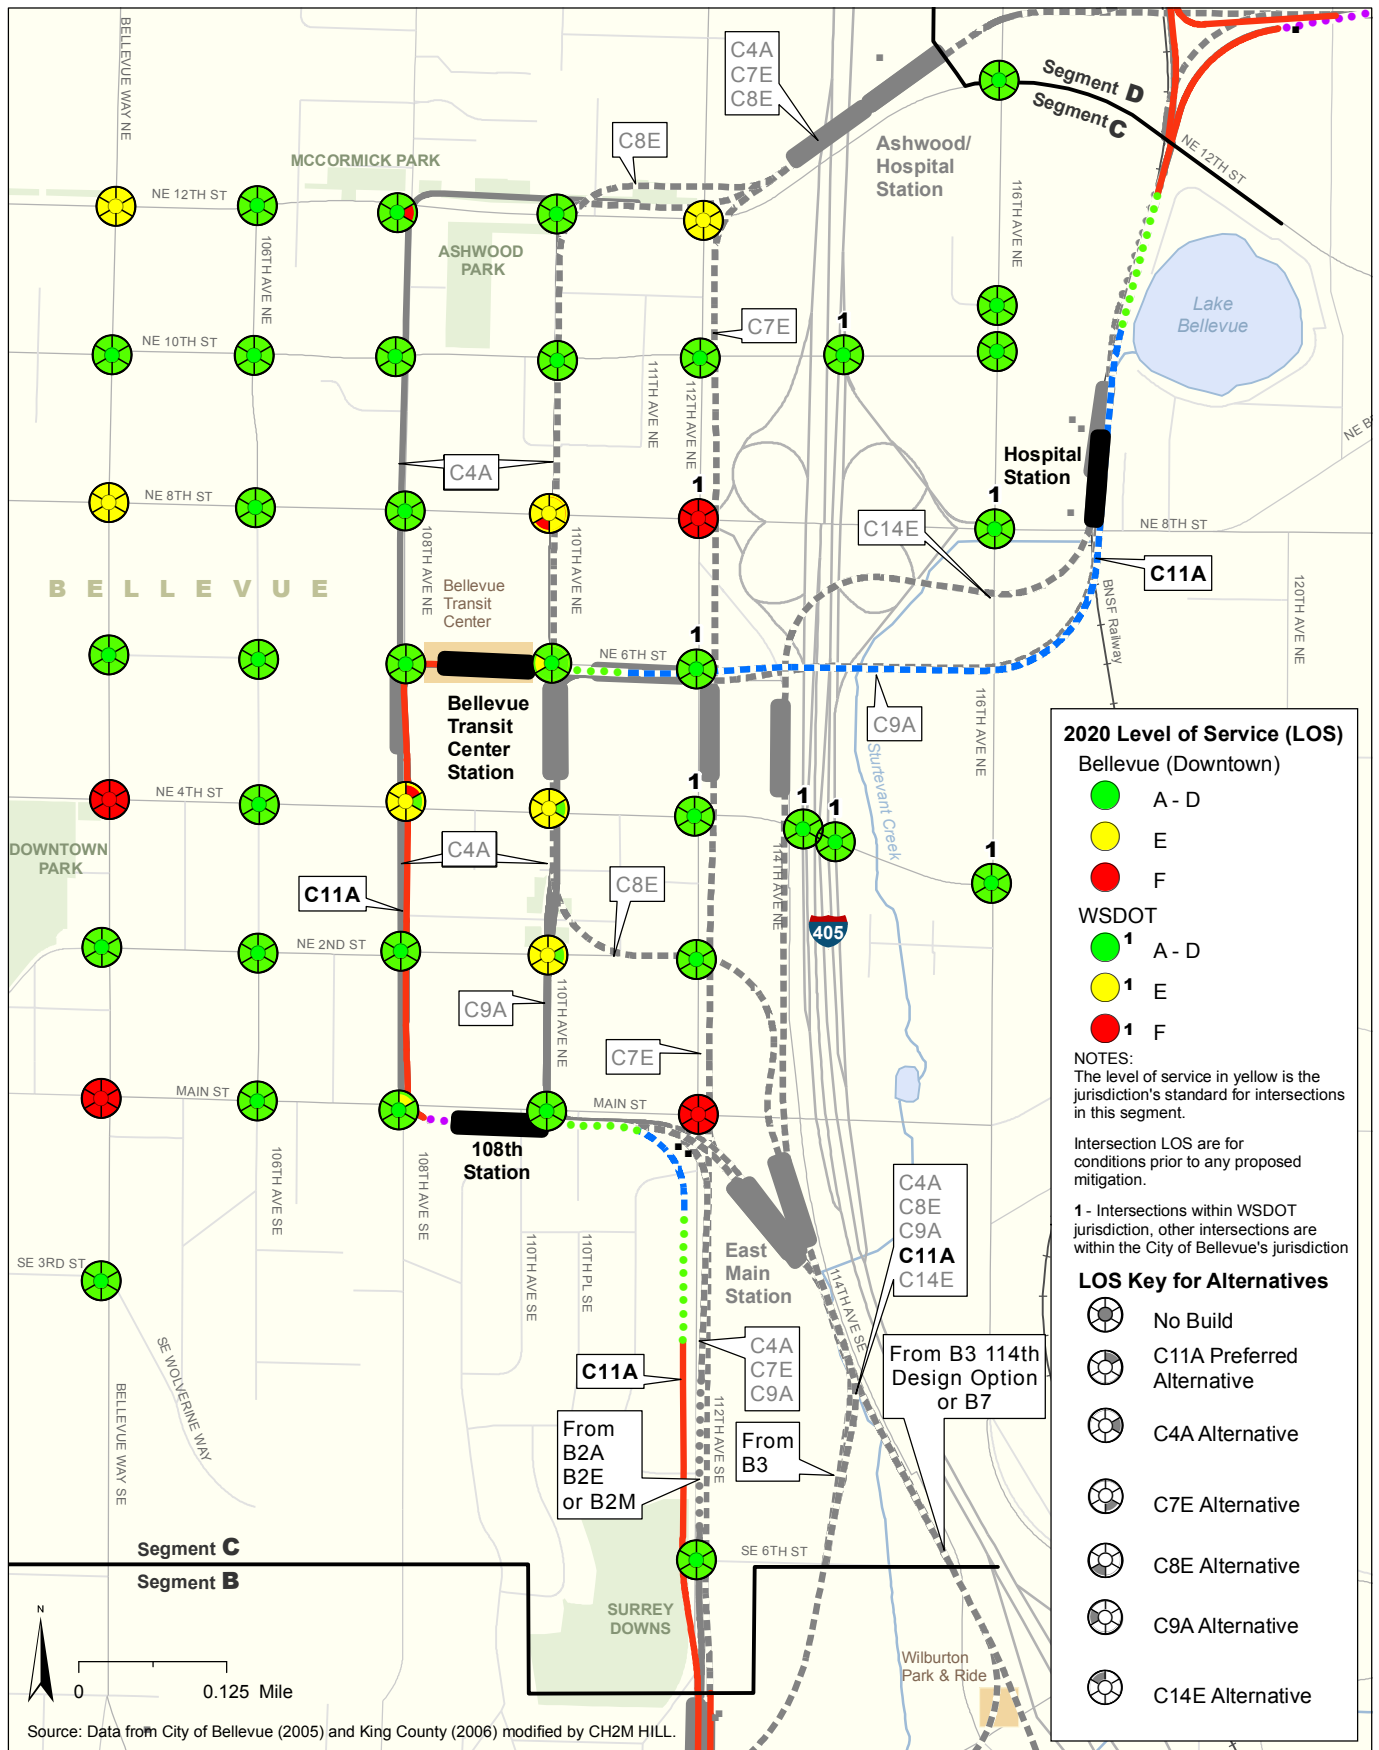 BELLEVUE WAY NE
C4A
C7E
C8E
Segment D
Segment C
NE 12TH ST
C8E
MCCORMICK PARK
Ashwood/
Hospital
Station
NE 12TH ST
116TH AVE NE
106TH AVE NE
ASHWOOD
PARK
Lake
Bellevue
C7E
1
NE 10TH ST
111TH AVE NE
112TH AVE NE
NE 8TH ST
C4A
Hospital
Station
1
1
C14E
NE 8TH ST
108TH AVE NE
110TH AVE NE
C11A
BELLEVUE
Bellevue
Transit
Center
BNSF Railway
120TH AVE NE
1
NE 6TH ST
Bellevue
Transit
Center
Station
C9A
116TH AVE NE
Sturtevant Creek
NE 4TH ST
1
1
1
1
DOWNTOWN
PARK
C4A
C8E
114TH AVE NE
C11A
405
NE 2ND ST
C9A
110TH AVE NE
C7E
MAIN ST
MAIN ST
108th
Station
106TH AVE SE
108TH AVE SE
C4A
C8E
C9A
C11A
C14E
SE 3RD ST
110TH AVE SE
110TH PL SE
East
Main
Station
114TH AVE SE
C4A
C7E
C9A
From B3 114th
Design Option
or B7
C11A
SE WOLVERINE WAY
BELLEVUE WAY SE
112TH AVE SE
From
B2A
B2E
or B2M
From
B3
Segment C
Segment B
SE 6TH ST
SURREY
DOWNS
Wilburton
Park & Ride
N
0 0.125 Mile
Source: Data from City of Bellevue (2005) and King County (2006) modified by CH2M HILL.
2020 Level of Service (LOS)
Bellevue (Downtown)
A - D
E
F
WSDOT
1 A - D
1 E
1 F
NOTES:
The level of service in yellow is the
jurisdiction's standard for intersections
in this segment.
Intersection LOS are for
conditions prior to any proposed
mitigation.
1 - Intersections within WSDOT
jurisdiction, other intersections are
within the City of Bellevue's jurisdiction
LOS Key for Alternatives
No Build
C11A Preferred
Alternative
C4A Alternative
C7E Alternative
C8E Alternative
C9A Alternative
C14E Alternative